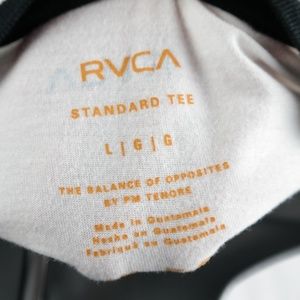 RVCA
STANDARD TEE
L | G | G
THE BALANCE OF OPPOSITES
BY PM TENORE
Made in Guatemala
Hecho en Guatemala
Fabriqué au Guatemala